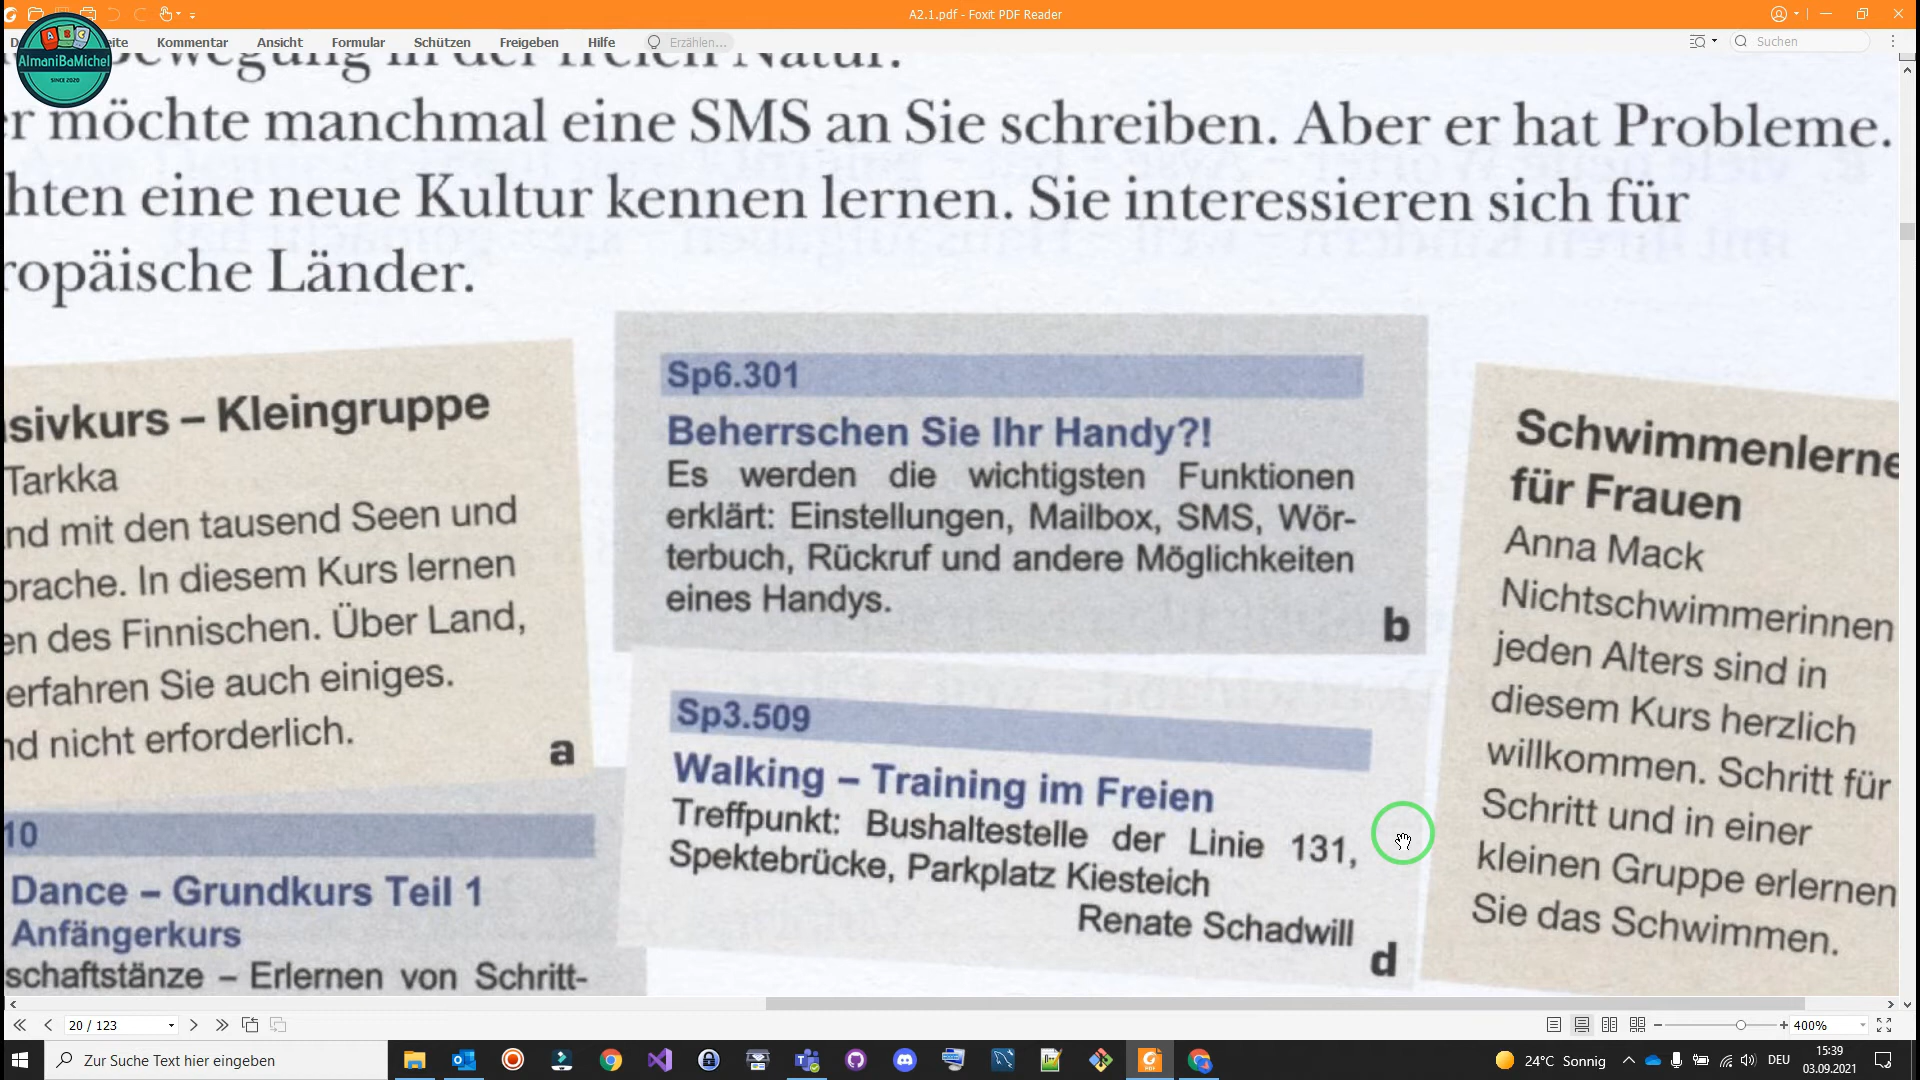 A2.1.pdf - Foxit PDF Reader
Kommentar Ansicht Formular Schützen Freigeben Hilfe Erzählen... Suchen
A B C
AlmaniBaMichel
SINCE 2020
Bewegung in der freien Natur.
er möchte manchmal eine SMS an Sie schreiben. Aber er hat Probleme.
hten eine neue Kultur kennen lernen. Sie interessieren sich für
ropäische Länder.
sivkurs – Kleingruppe
Tarkka
nd mit den tausend Seen und
prache. In diesem Kurs lernen
en des Finnischen. Über Land,
erfahren Sie auch einiges.
nd nicht erforderlich.
a
10
Dance – Grundkurs Teil 1
Anfängerkurs
schaftstänze – Erlernen von Schritt-
Sp6.301
Beherrschen Sie Ihr Handy?!
Es werden die wichtigsten Funktionen
erklärt: Einstellungen, Mailbox, SMS, Wör-
terbuch, Rückruf und andere Möglichkeiten
eines Handys.
b
Sp3.509
Walking – Training im Freien
Treffpunkt: Bushaltestelle der Linie 131,
Spektebrücke, Parkplatz Kiesteich
Renate Schadwill
d
Schwimmenlerne
für Frauen
Anna Mack
Nichtschwimmerinnen
jeden Alters sind in
diesem Kurs herzlich
willkommen. Schritt für
Schritt und in einer
kleinen Gruppe erlernen
Sie das Schwimmen.
20 / 123
400%
Zur Suche Text hier eingeben
24°C Sonnig
DEU
15:39
03.09.2021